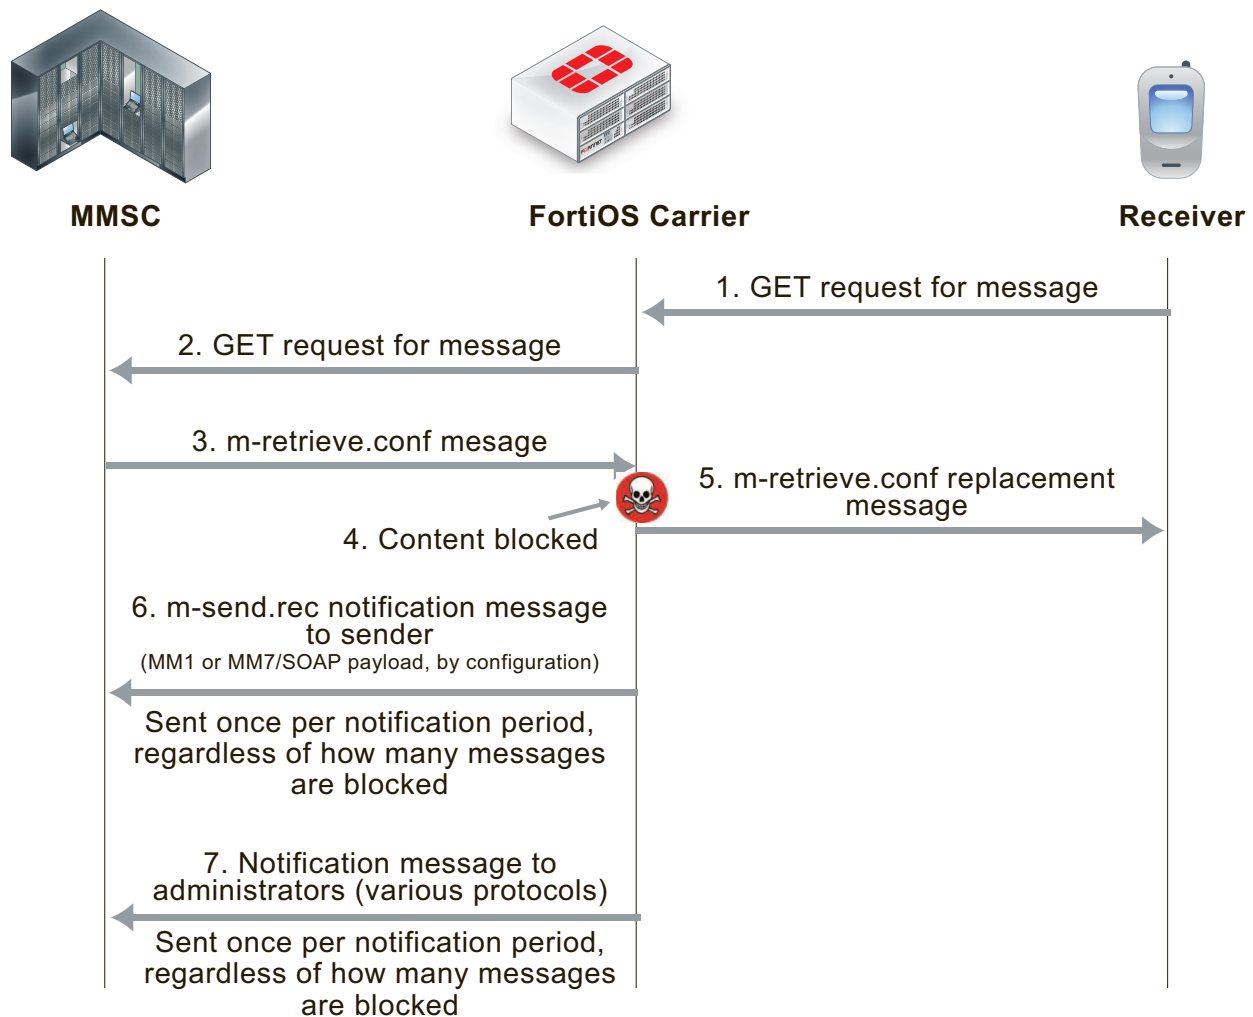 MMSC
FortiOS Carrier
Receiver
1. GET request for message
2. GET request for message
3. m-retrieve.conf mesage
5. m-retrieve.conf replacement
message
4. Content blocked
6. m-send.rec notification message
to sender
(MM1 or MM7/SOAP payload, by configuration)
Sent once per notification period,
regardless of how many messages
are blocked
7. Notification message to
administrators (various protocols)
Sent once per notification period,
regardless of how many messages
are blocked